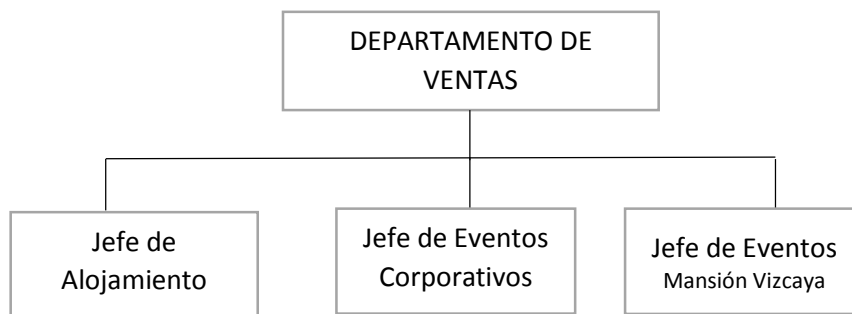 DEPARTAMENTO DE
VENTAS
Jefe de
Alojamiento
Jefe de Eventos
Corporativos
Jefe de Eventos
Mansión Vizcaya